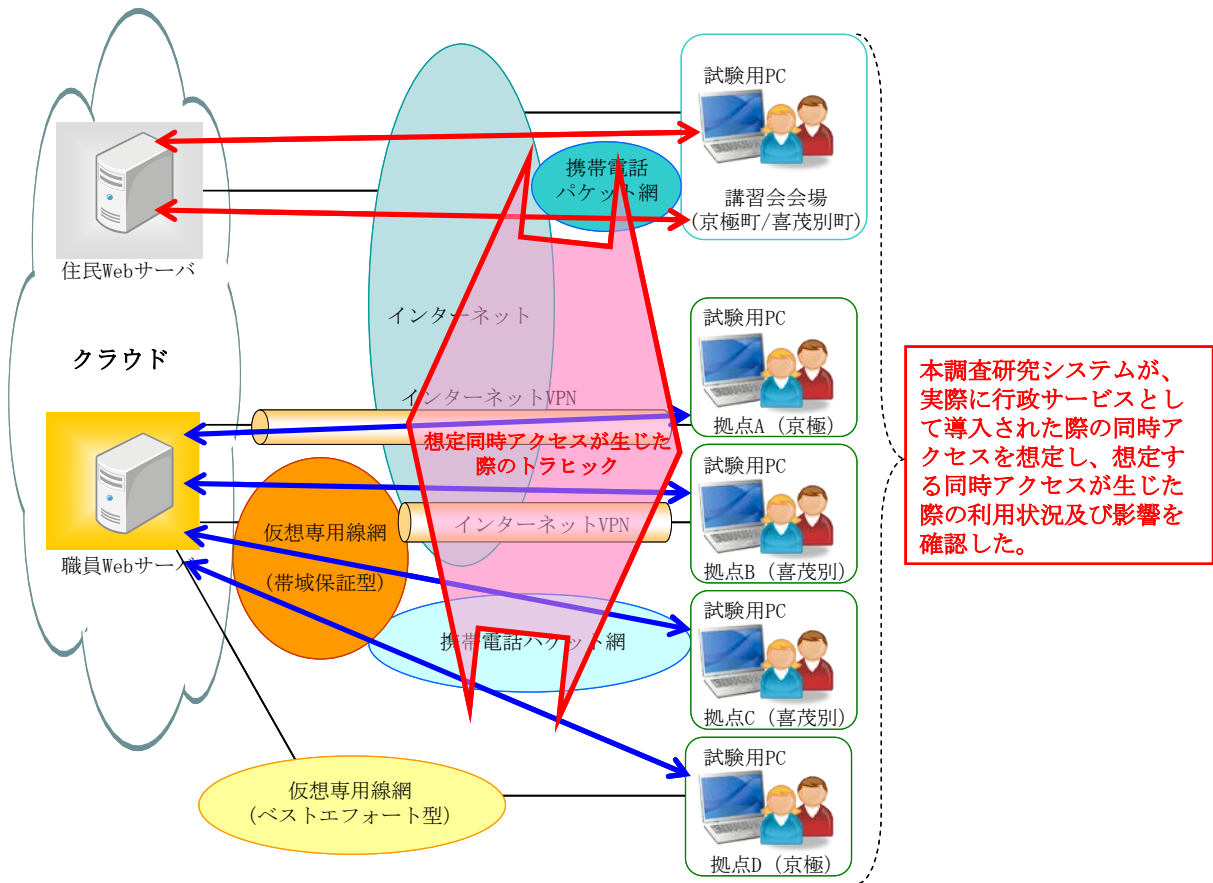 試験用PC
講習会会場
(京極町/喜茂別町)
携帯電話
パケット網
住民Webサーバ
クラウド
インターネット
インターネットVPN
試験用PC
拠点A（京極）
想定同時アクセスが生じた
際のトラヒック
試験用PC
インターネットVPN
拠点B（喜茂別）
仮想専用線網
(帯域保証型)
職員Webサーバ
試験用PC
携帯電話パケット網
拠点C（喜茂別）
試験用PC
仮想専用線網
(ベストエフォート型)
拠点D（京極）
本調査研究システムが、
実際に行政サービスとし
て導入された際の同時ア
クセスを想定し、想定す
る同時アクセスが生じた
際の利用状況及び影響を
確認した。